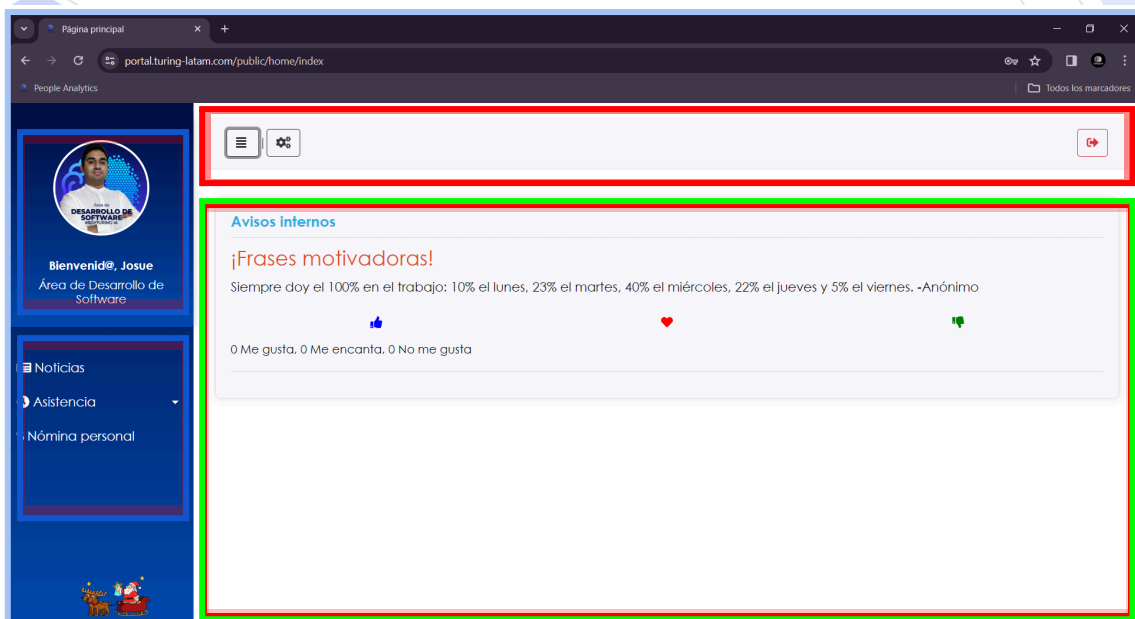 Página principal
portal.turing-latam.com/public/home/index
People Analytics
Todos los marcadores
Área de
DESARROLLO DE
SOFTWARE
Bienvenid@, Josue
Área de Desarrollo de
Software
Noticias
Asistencia
Nómina personal
Avisos internos
¡Frases motivadoras!
Siempre doy el 100% en el trabajo: 10% el lunes, 23% el martes, 40% el miércoles, 22% el jueves y 5% el viernes. -Anónimo
0 Me gusta, 0 Me encanta, 0 No me gusta